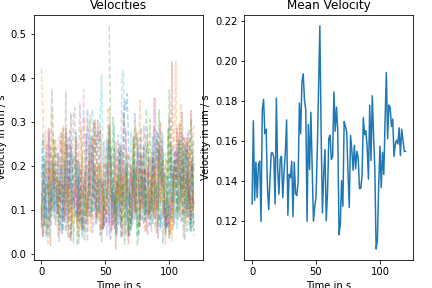 Velocities
Velocity in um / s
0.5
0.4
0.3
0.2
0.1
0.0
0 50 100
Time in s
Mean Velocity
Velocity in um / s
0.22
0.20
0.18
0.16
0.14
0.12
0 50 100
Time in s